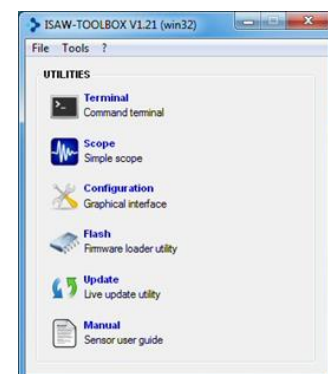 ISAW-TOOLBOX V1.21 (win32)
File Tools ?
UTILITIES
Terminal
Command terminal
Scope
Simple scope
Configuration
Graphical interface
Flash
Firmware loader utility
Update
Live update utility
Manual
Sensor user guide